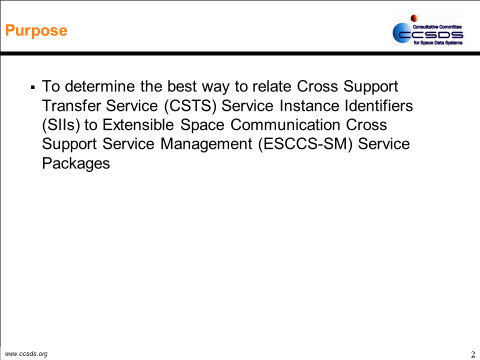 Purpose
Consultative Committee
CCSDS
for Space Data Systems
▪ To determine the best way to relate Cross Support
Transfer Service (CSTS) Service Instance Identifiers
(SIIs) to Extensible Space Communication Cross
Support Service Management (ESCCS-SM) Service
Packages
www.ccsds.org
2